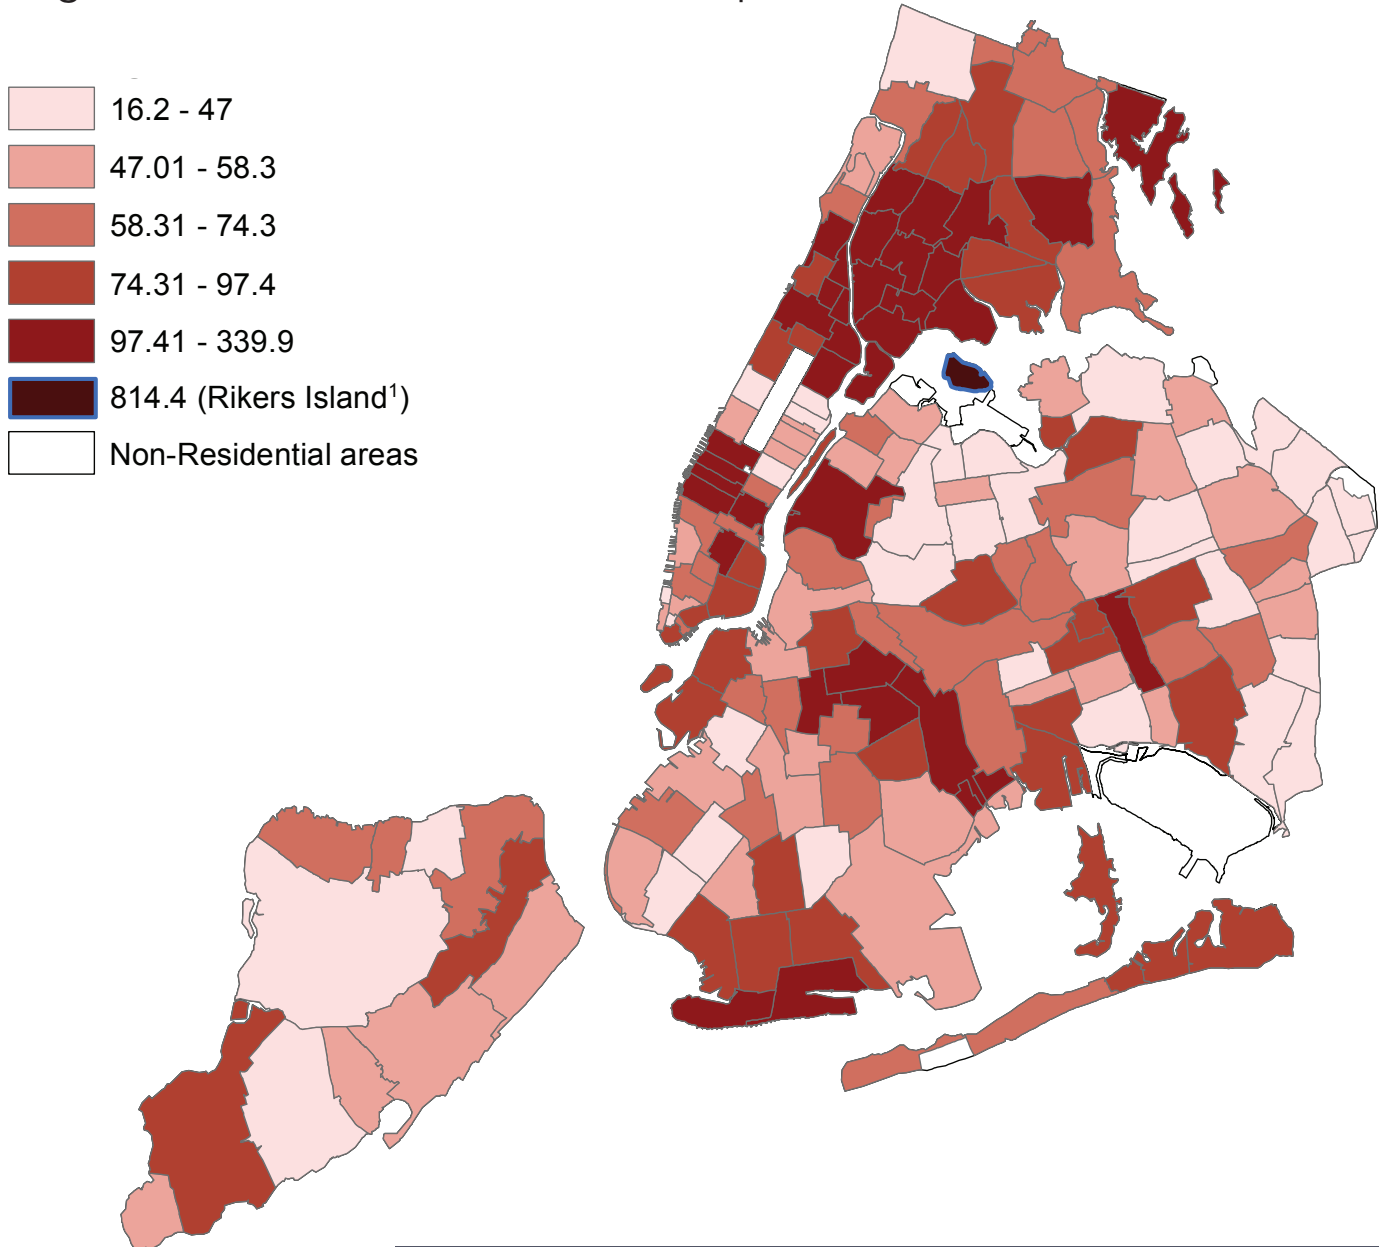 16.2 - 47
47.01 - 58.3
58.31 - 74.3
74.31 - 97.4
97.41 - 339.9
814.4 (Rikers Island¹)
Non-Residential areas